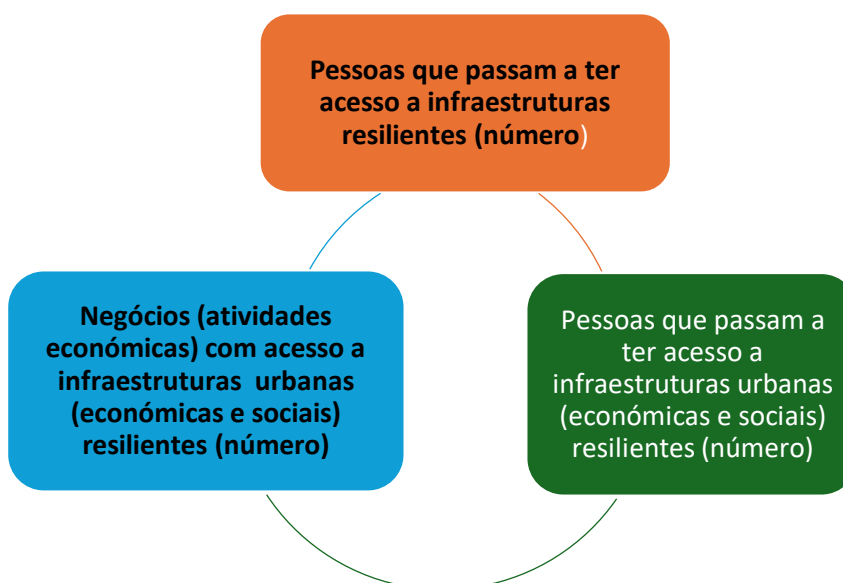 Pessoas que passam a ter
acesso a infraestruturas
resilientes (número)
Negócios (atividades
económicas) com acesso a
infraestruturas urbanas
(económicas e sociais)
resilientes (número)
Pessoas que passam a
ter acesso a
infraestruturas urbanas
(económicas e sociais)
resilientes (número)